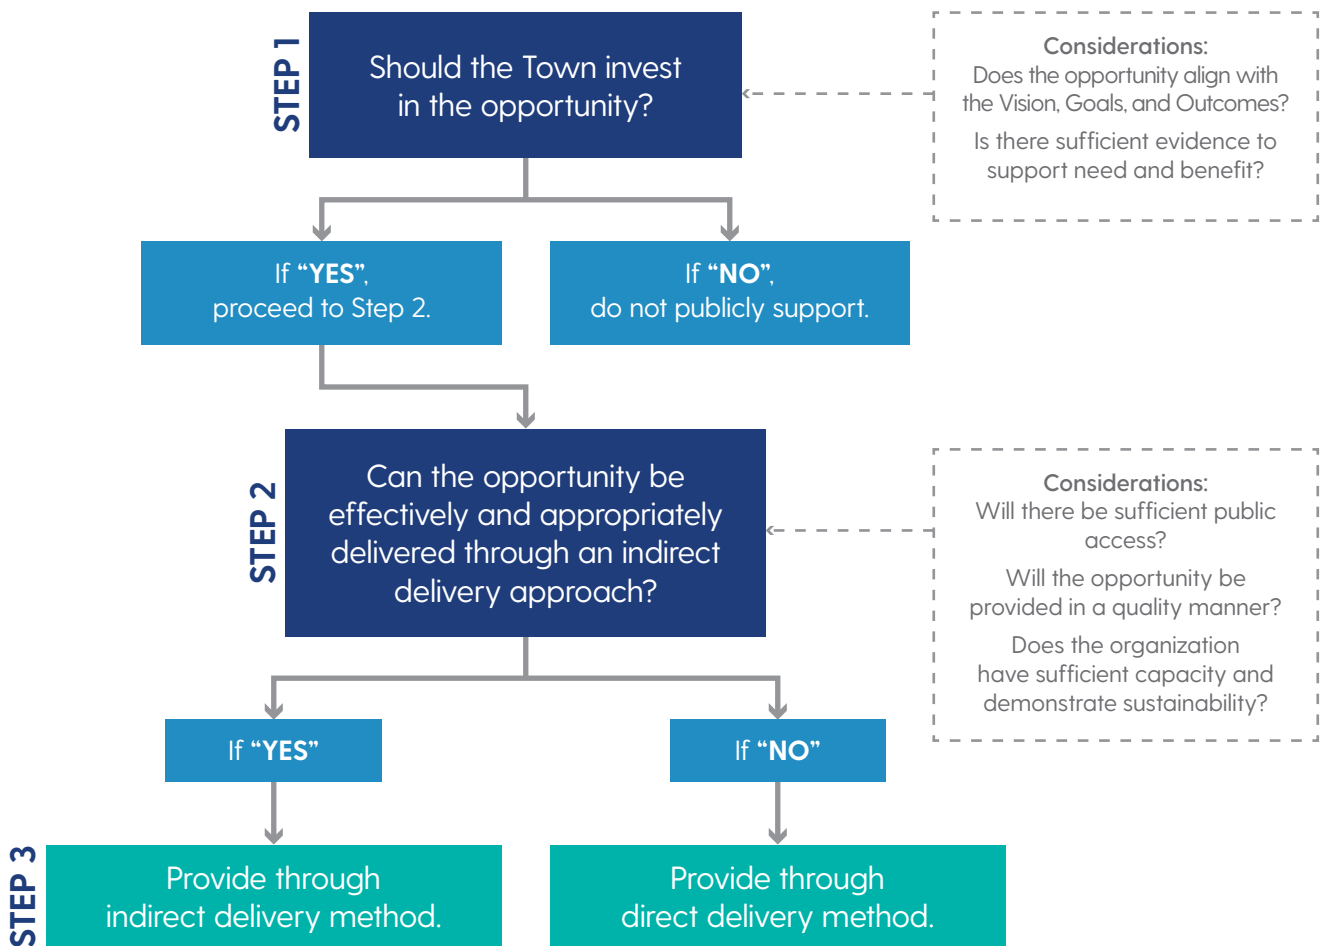 STEP 1
Should the Town invest
in the opportunity?
Considerations:
Does the opportunity align with
the Vision, Goals, and Outcomes?
Is there sufficient evidence to
support need and benefit?
If “YES”,
proceed to Step 2.
If “NO”,
do not publicly support.
STEP 2
Can the opportunity be
effectively and appropriately
delivered through an indirect
delivery approach?
Considerations:
Will there be sufficient public
access?
Will the opportunity be
provided in a quality manner?
Does the organization
have sufficient capacity and
demonstrate sustainability?
If “YES”
If “NO”
STEP 3
Provide through
indirect delivery method.
Provide through
direct delivery method.